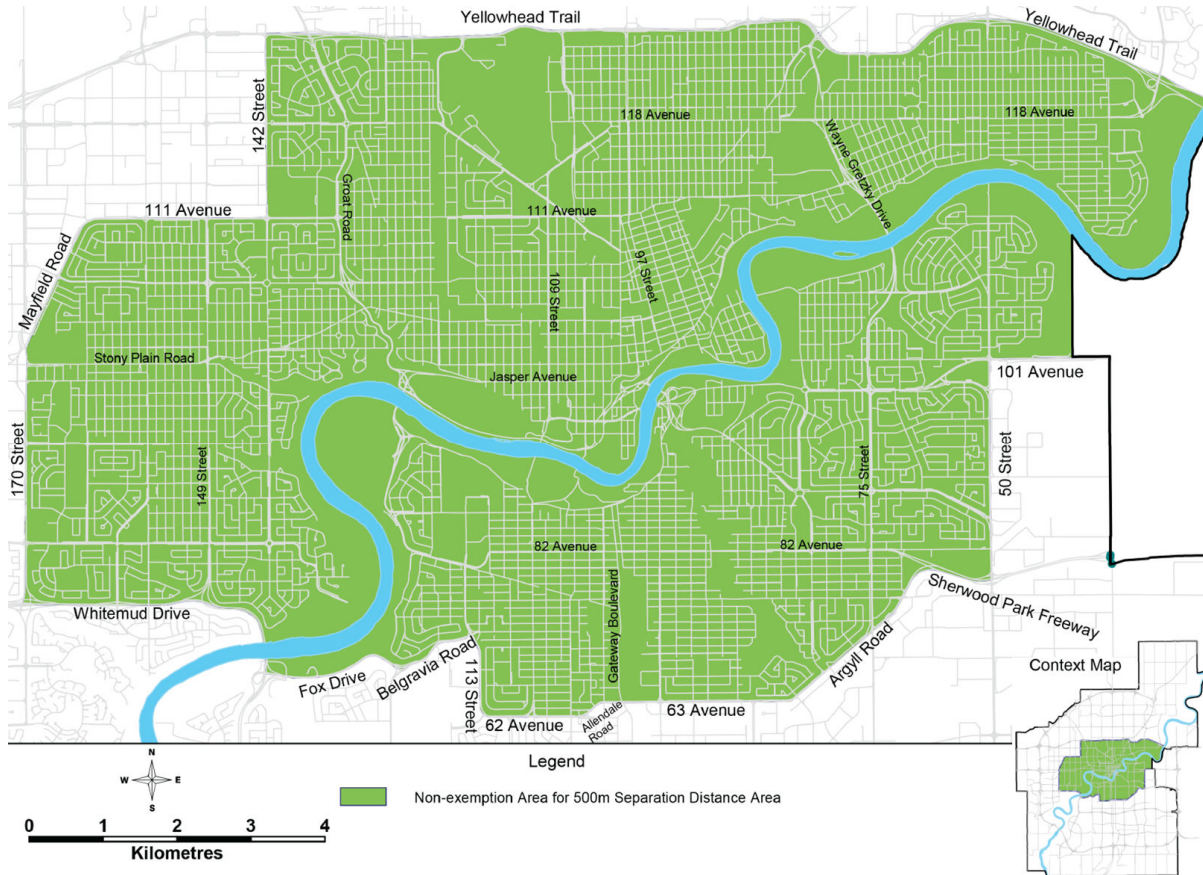 Yellowhead Trail
Yellowhead Trail
142 Street
118 Avenue
118 Avenue
Wayne Gretzky Drive
Groat Road
111 Avenue
111 Avenue
Mayfield Road
97 Street
109 Street
Stony Plain Road
Jasper Avenue
101 Avenue
170 Street
149 Street
75 Street
50 Street
82 Avenue
82 Avenue
Whitemud Drive
Gateway Boulevard
Sherwood Park Freeway
Argyll Road
Belgravia Road
Fox Drive
113 Street
62 Avenue
Allendale
Road
63 Avenue
Context Map
Legend
N
W
E
S
Non-exemption Area for 500m Separation Distance Area
0
1
2
3
4
Kilometres